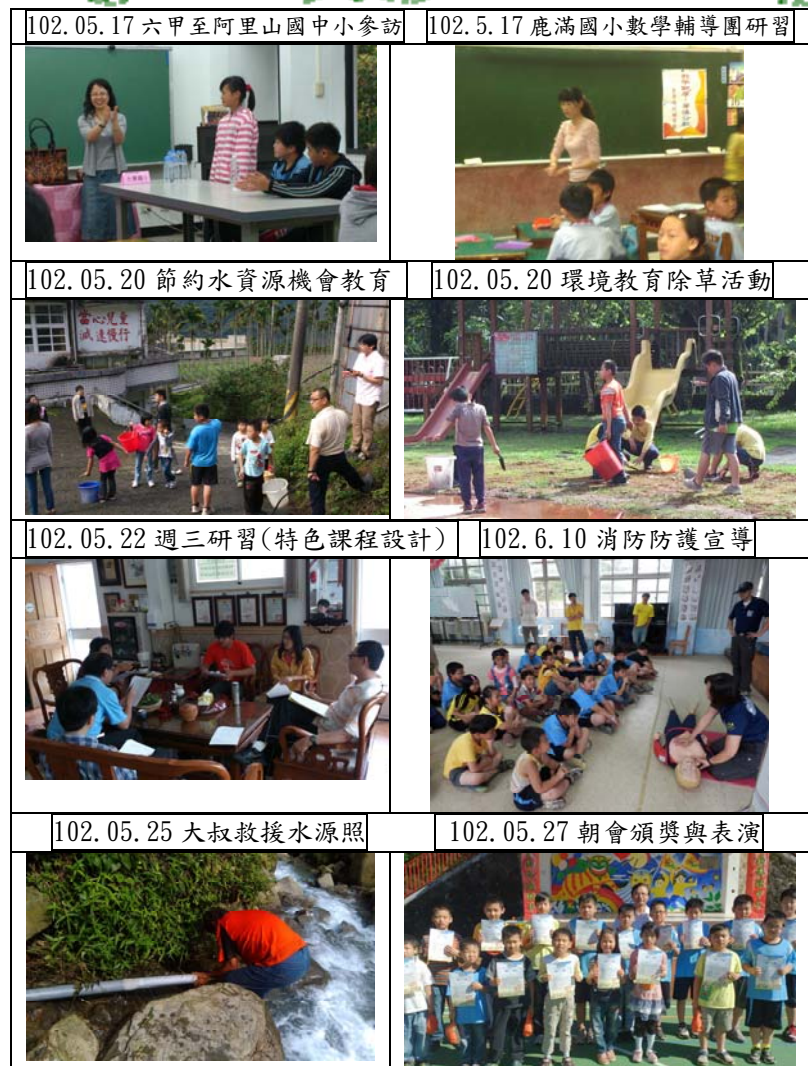 102.05.17 六甲至阿里山國中小參訪
102.5.17 鹿滿國小數學輔導團研習
102.05.20 節約水資源機會教育
102.05.20 環境教育除草活動
當心兒童
減速慢行
102.05.22 週三研習(特色課程設計)
102.6.10 消防防護宣導
102.05.25 大叔救援水源照
102.05.27 朝會頒獎與表演